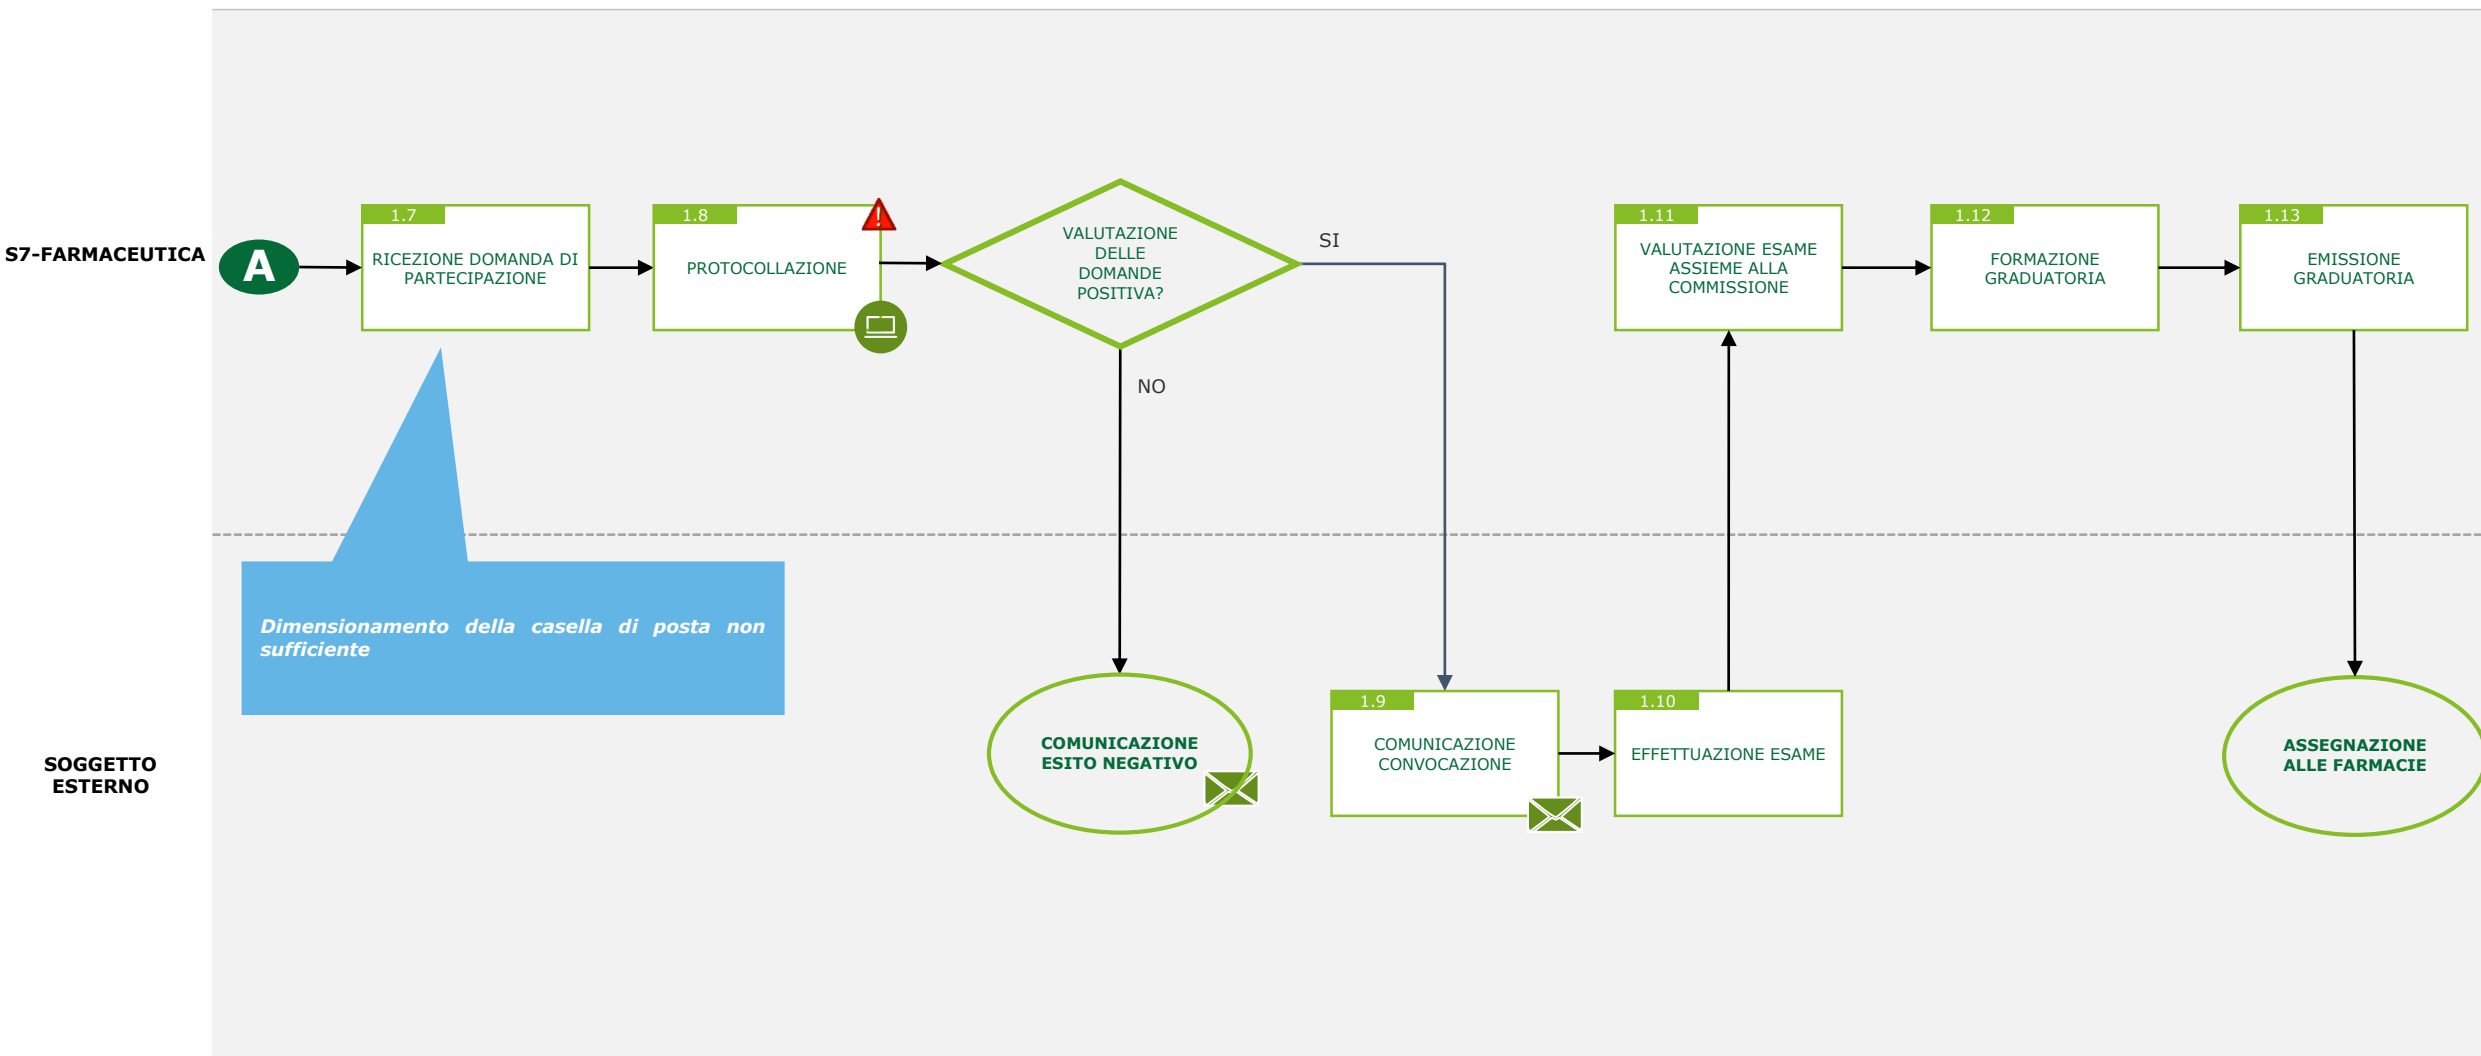 S7-FARMACEUTICA
A
1.7
RICEZIONE DOMANDA DI
PARTECIPAZIONE
1.8
PROTOCOLLAZIONE
!
VALUTAZIONE
DELLE
DOMANDE
POSITIVA?
SI
NO
1.11
VALUTAZIONE ESAME
ASSIEME ALLA
COMMISSIONE
1.12
FORMAZIONE
GRADUATORIA
1.13
EMISSIONE
GRADUATORIA
Dimensionamento della casella di posta non
sufficiente
SOGGETTO
ESTERNO
COMUNICAZIONE
ESITO NEGATIVO
1.9
COMUNICAZIONE
CONVOCAZIONE
1.10
EFFETTUAZIONE ESAME
ASSEGNAZIONE
ALLE FARMACIE